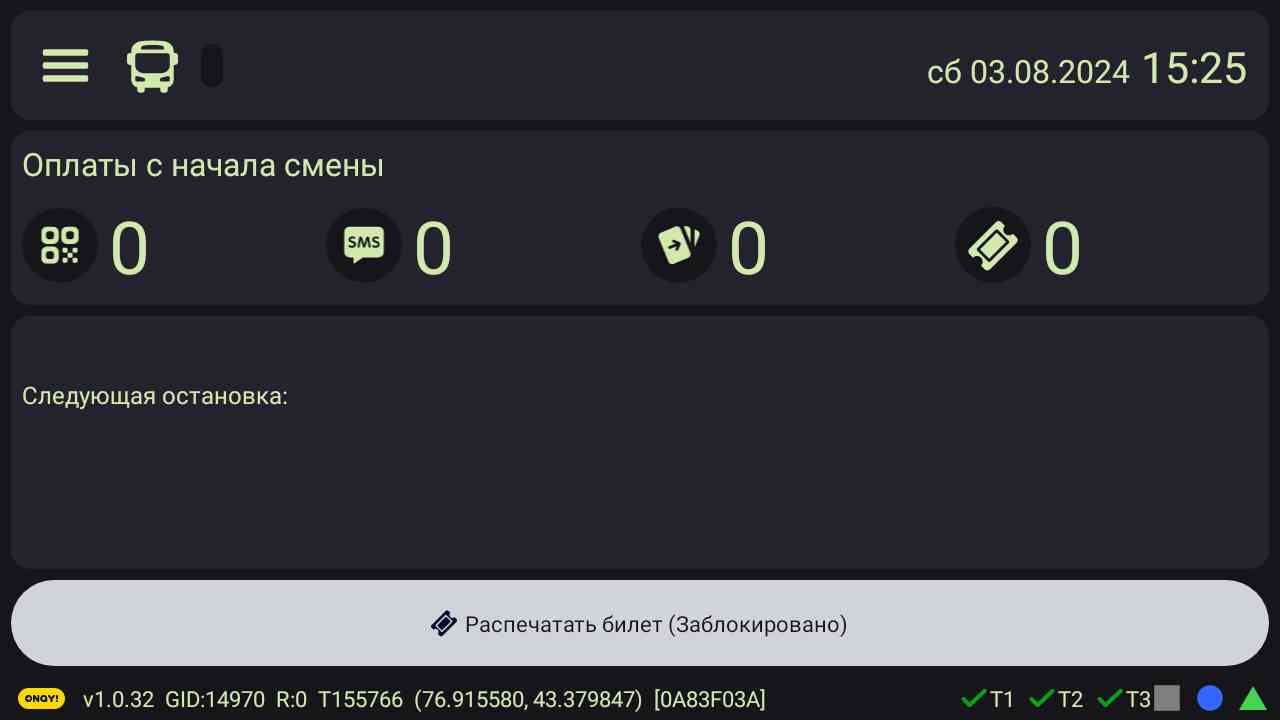 сб 03.08.2024 15:25
Оплаты с начала смены
0 SMS 0 0 0
Следующая остановка:
Распечатать билет (Заблокировано)
ONAY! v1.0.32 GID:14970 R:0 T155766 (76.915580, 43.379847) [0A83F03A] T1 T2 T3